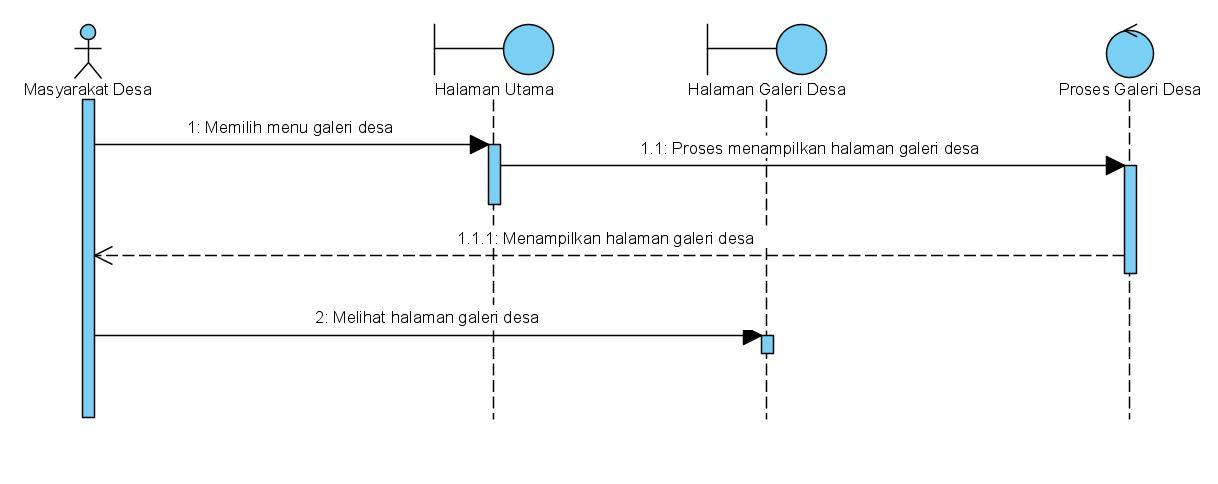 Masyarakat Desa
Halaman Utama
Halaman Galeri Desa
Proses Galeri Desa
1: Memilih menu galeri desa
1.1: Proses menampilkan halaman galeri desa
1.1.1: Menampilkan halaman galeri desa
2: Melihat halaman galeri desa